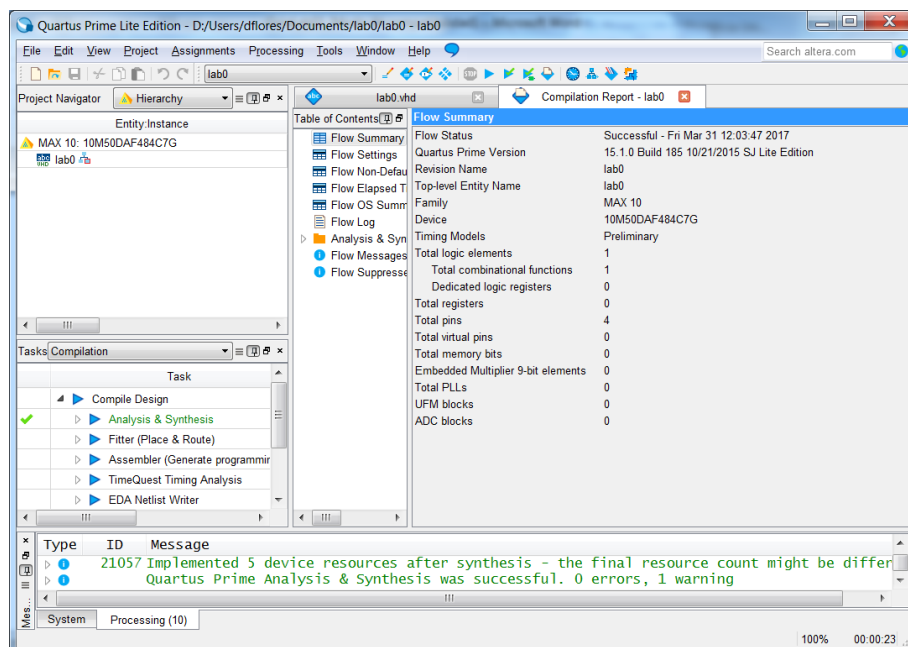 Quartus Prime Lite Edition - D:/Users/dflores/Documents/lab0/lab0 - lab0
File Edit View Project Assignments Processing Tools Window Help
Search altera.com
lab0
Project Navigator Hierarchy
Entity:Instance
MAX 10: 10M50DAF484C7G
lab0
lab0.vhd
Compilation Report - lab0
Table of Contents
Flow Summary
Flow Settings
Flow Non-Defau
Flow Elapsed T
Flow OS Summ
Flow Log
Analysis & Syn
Flow Messages
Flow Suppresse
Flow Summary
Flow Status Successful - Fri Mar 31 12:03:47 2017
Quartus Prime Version 15.1.0 Build 185 10/21/2015 SJ Lite Edition
Revision Name lab0
Top-level Entity Name lab0
Family MAX 10
Device 10M50DAF484C7G
Timing Models Preliminary
Total logic elements 1
Total combinational functions 1
Dedicated logic registers 0
Total registers 0
Total pins 4
Total virtual pins 0
Total memory bits 0
Embedded Multiplier 9-bit elements 0
Total PLLs 0
UFM blocks 0
ADC blocks 0
Tasks Compilation
Task
Compile Design
Analysis & Synthesis
Fitter (Place & Route)
Assembler (Generate programmin
TimeQuest Timing Analysis
EDA Netlist Writer
Type ID Message
21057 Implemented 5 device resources after synthesis - the final resource count might be differ
Quartus Prime Analysis & Synthesis was successful. 0 errors, 1 warning
Mes...
System Processing (10)
100% 00:00:23